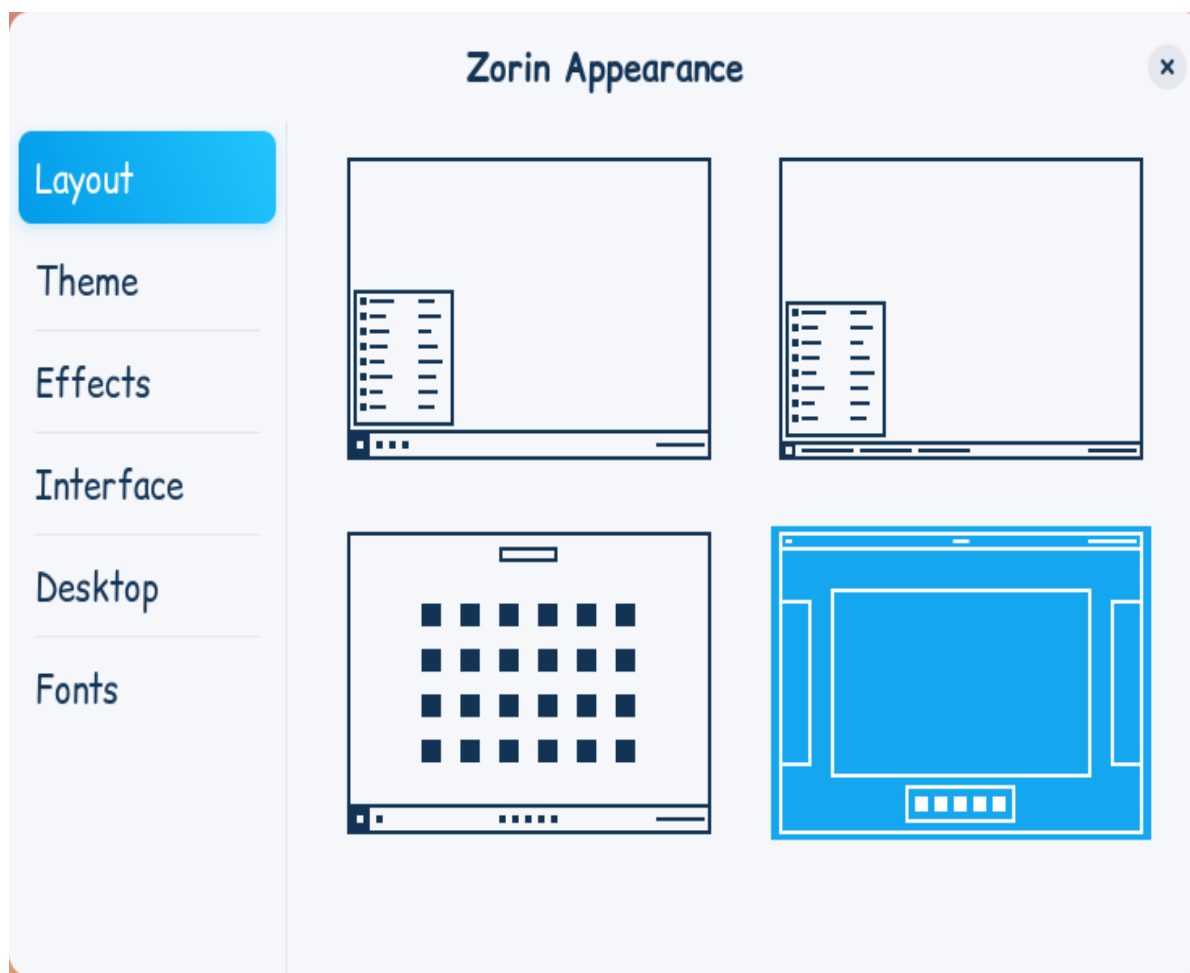 Zorin Appearance
Layout
Theme
Effects
Interface
Desktop
Fonts